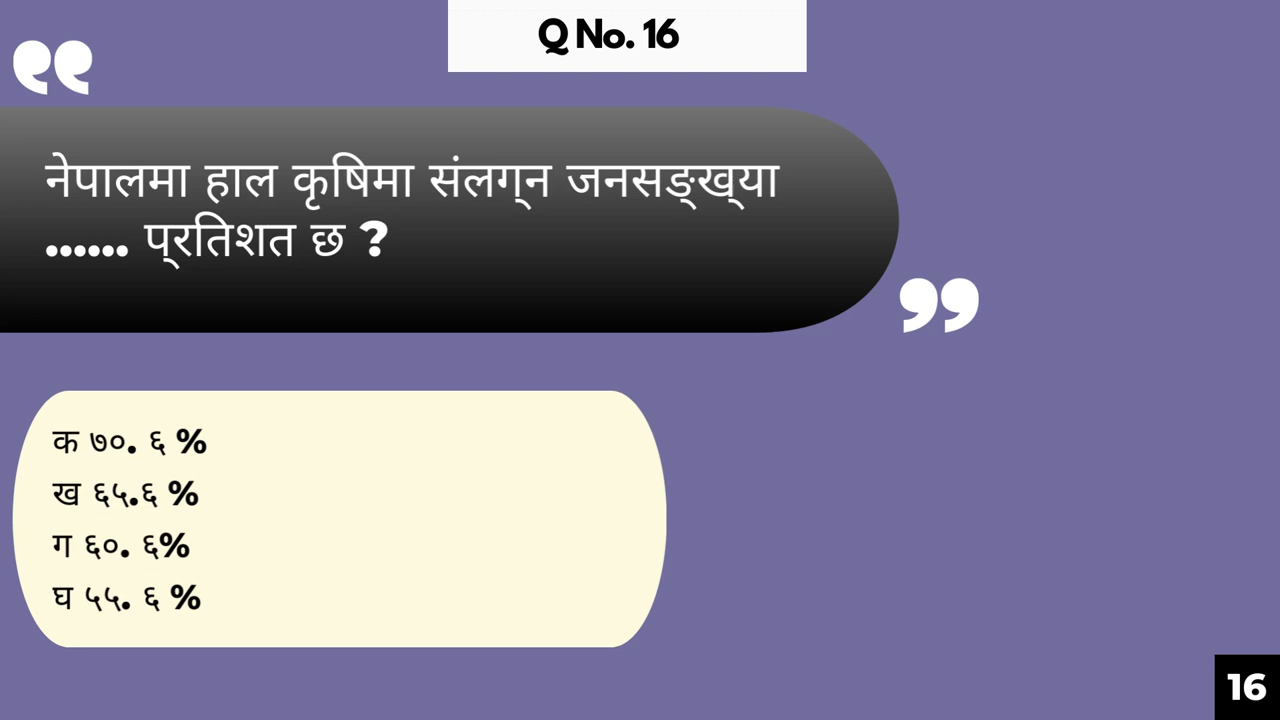 Q No. 16
नेपालमा हाल कृषिमा संलग्न जनसङ्ख्या
...... प्रतिशत छ ?
क ७०. ६ %
ख ६५.६ %
ग ६०. ६%
घ ५५. ६ %
16